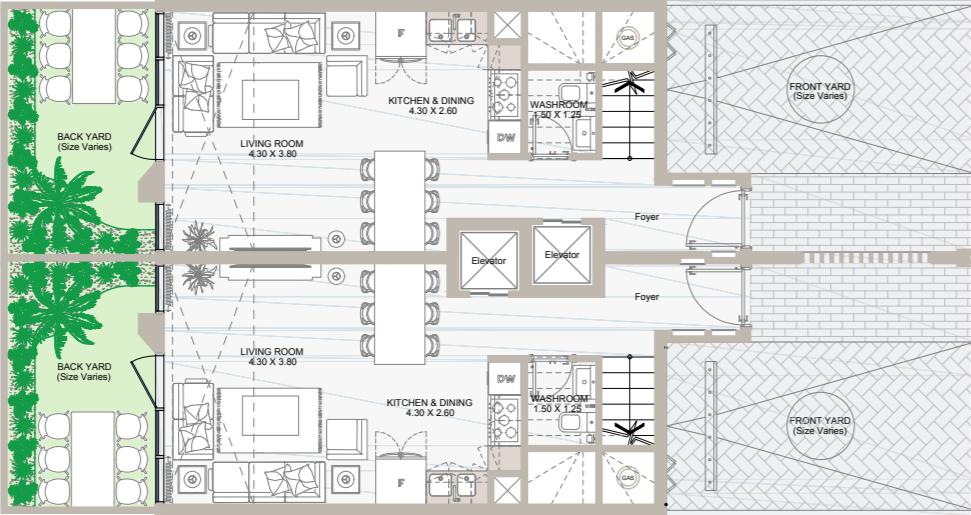 F
GAS
FRONT YARD
(Size Varies)
KITCHEN & DINING
4.30 X 2.60
WASHROOM
1.50 X 1.25
BACK YARD
(Size Varies)
DW
LIVING ROOM
4.30 X 3.80
Foyer
Elevator
Elevator
Foyer
LIVING ROOM
4.30 X 3.80
BACK YARD
(Size Varies)
DW
KITCHEN & DINING
4.30 X 2.60
WASHROOM
1.50 X 1.25
FRONT YARD
(Size Varies)
F
GAS